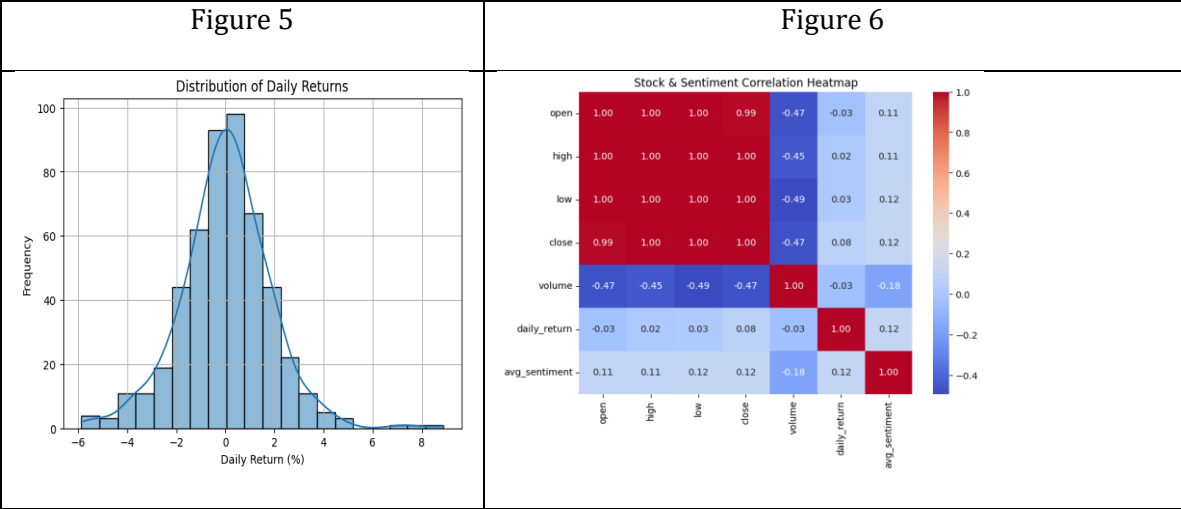 Figure 5
Figure 6
Distribution of Daily Returns
100
80
60
40
20
0
Frequency
−6 −4 −2 0 2 4 6 8
Daily Return (%)
Stock & Sentiment Correlation Heatmap
open 1.00 1.00 1.00 0.99 -0.47 -0.03 0.11
high 1.00 1.00 1.00 1.00 -0.45 0.02 0.11
low 1.00 1.00 1.00 1.00 -0.49 0.03 0.12
close 0.99 1.00 1.00 1.00 -0.47 0.08 0.12
volume -0.47 -0.45 -0.49 -0.47 1.00 -0.03 -0.18
daily_return -0.03 0.02 0.03 0.08 -0.03 1.00 0.12
avg_sentiment 0.11 0.11 0.12 0.12 -0.18 0.12 1.00
open high low close volume daily_return avg_sentiment
1.0
0.8
0.6
0.4
0.2
0.0
−0.2
−0.4